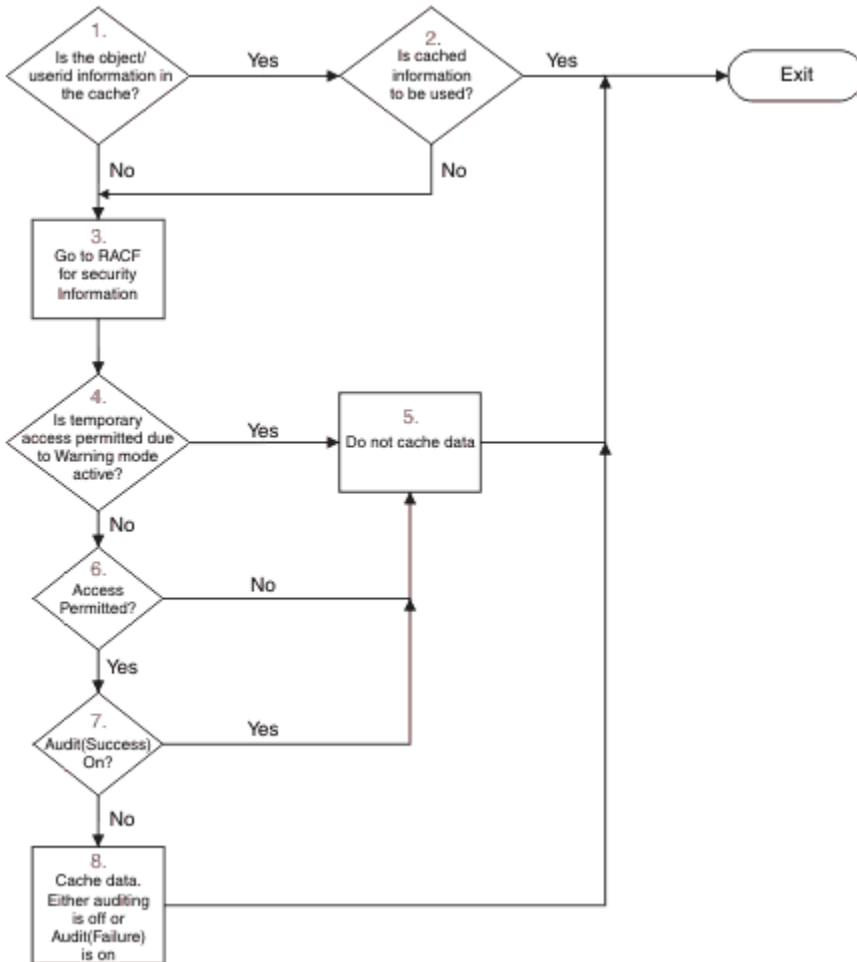 1.
Is the object/
userid information in
the cache?
Yes
2.
Is cached
information
to be used?
Yes
Exit
No
No
3.
Go to RACF
for security
Information
4.
Is temporary
access permitted due
to Warning mode
active?
Yes
5.
Do not cache data
No
6.
Access
Permitted?
No
Yes
7.
Audit(Success)
On?
Yes
No
8.
Cache data.
Either auditing
is off or
Audit(Failure)
is on